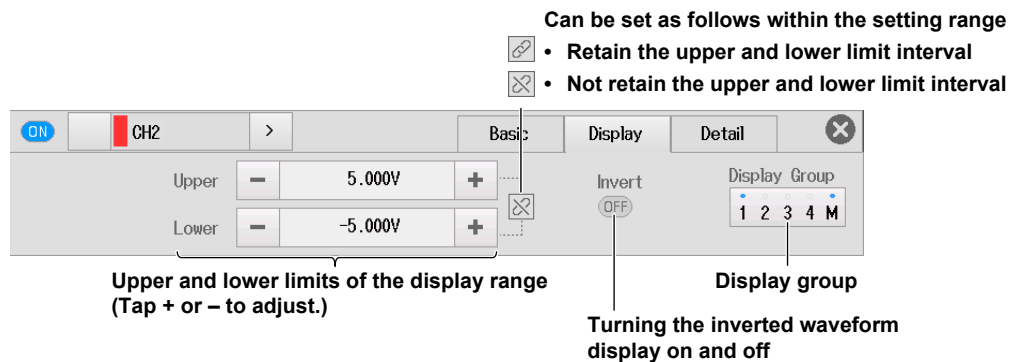 Can be set as follows within the setting range
• Retain the upper and lower limit interval
• Not retain the upper and lower limit interval
ON CH2 > Basic Display Detail
Upper − 5.000V + Invert Display Group
OFF 1 2 3 4 M
Lower − −5.000V +
Upper and lower limits of the display range
(Tap + or – to adjust.)
Display group
Turning the inverted waveform
display on and off